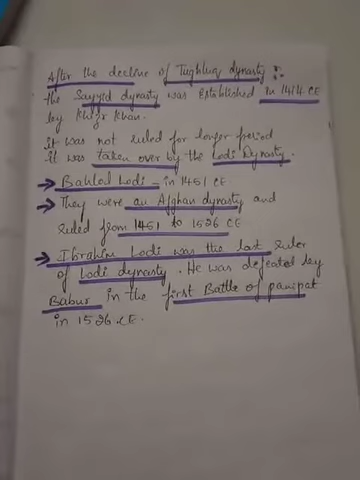 After the decline of Tughluq dynasty :-
the Sayyid dynasty was established In 1414 CE
by Khizr Khan.
it was not ruled for longer period
it was taken over by the Lodi Dynasty.
→ Bahlol Lodi - in 1451 CE.
→ They were an Afghan dynasty and
ruled from 1451 to 1526 CE
→ Ibrahim Lodi was the last ruler
of Lodi dynasty. He was defeated by
Babur in the first Battle of panipat
in 1526 CE.